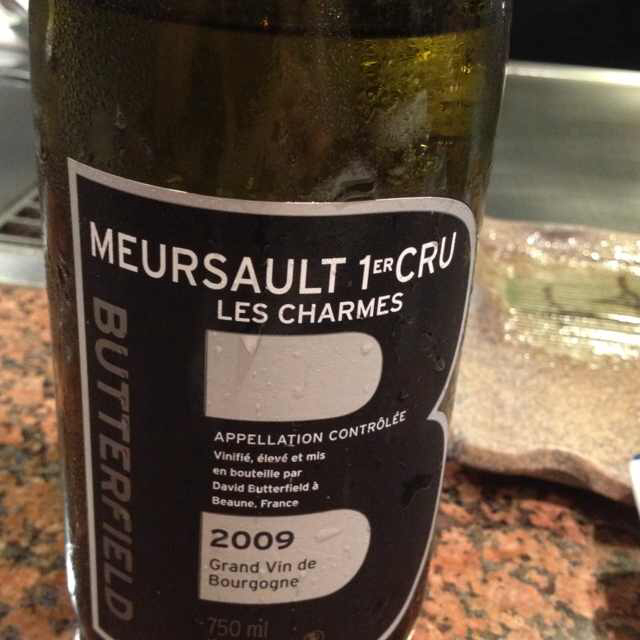 MEURSAULT 1ER CRU
LES CHARMES
BUTTERFIELD
APPELLATION CONTRÔLÉE
Vinifié, élevé et mis
en bouteille par
David Butterfield à
Beaune, France
2009
Grand Vin de
Bourgogne
750 ml